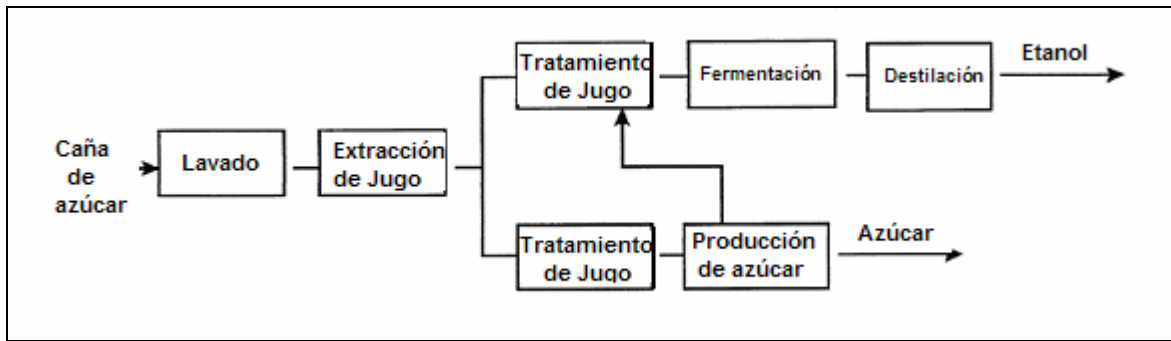 Caña
de
azúcar
Lavado
Extracción
de Jugo
Tratamiento
de Jugo
Fermentación
Destilación
Etanol
Tratamiento
de Jugo
Producción
de azúcar
Azúcar